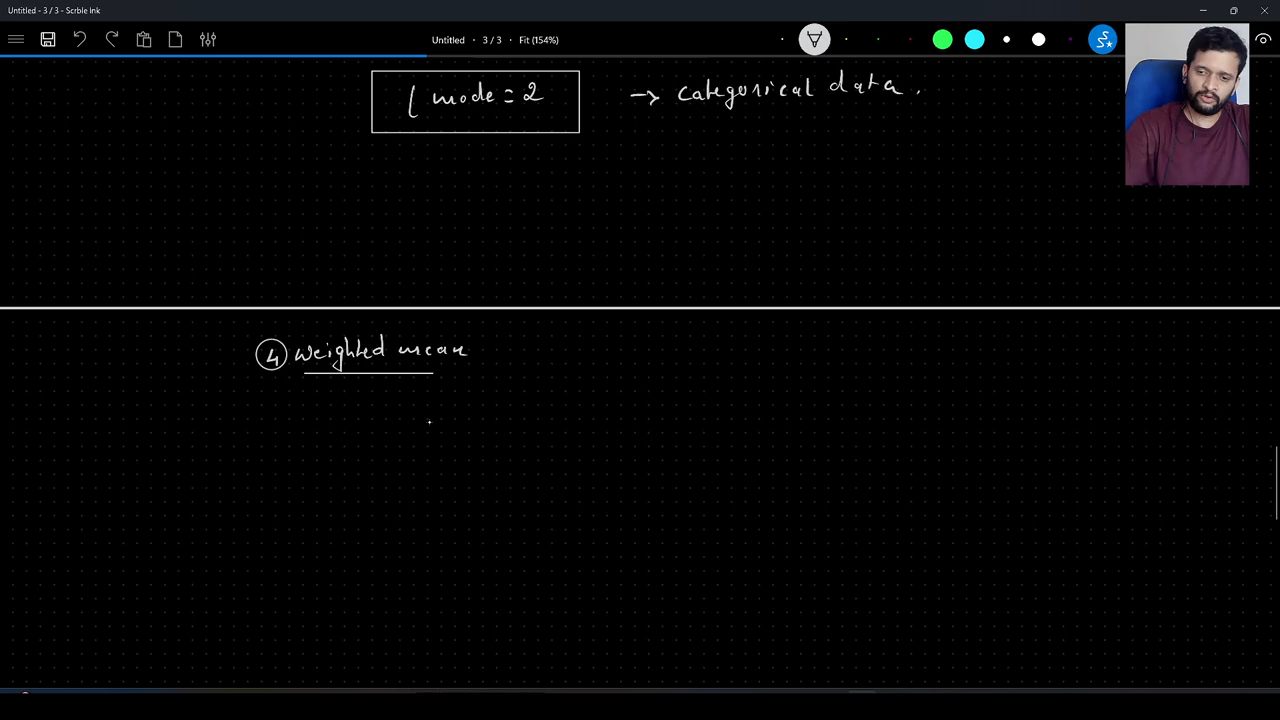 Untitled - 3 / 3 - Scrble Ink
Untitled • 3 / 3 • Fit (154%)
mode = 2 → categorical data .
4 weighted mean